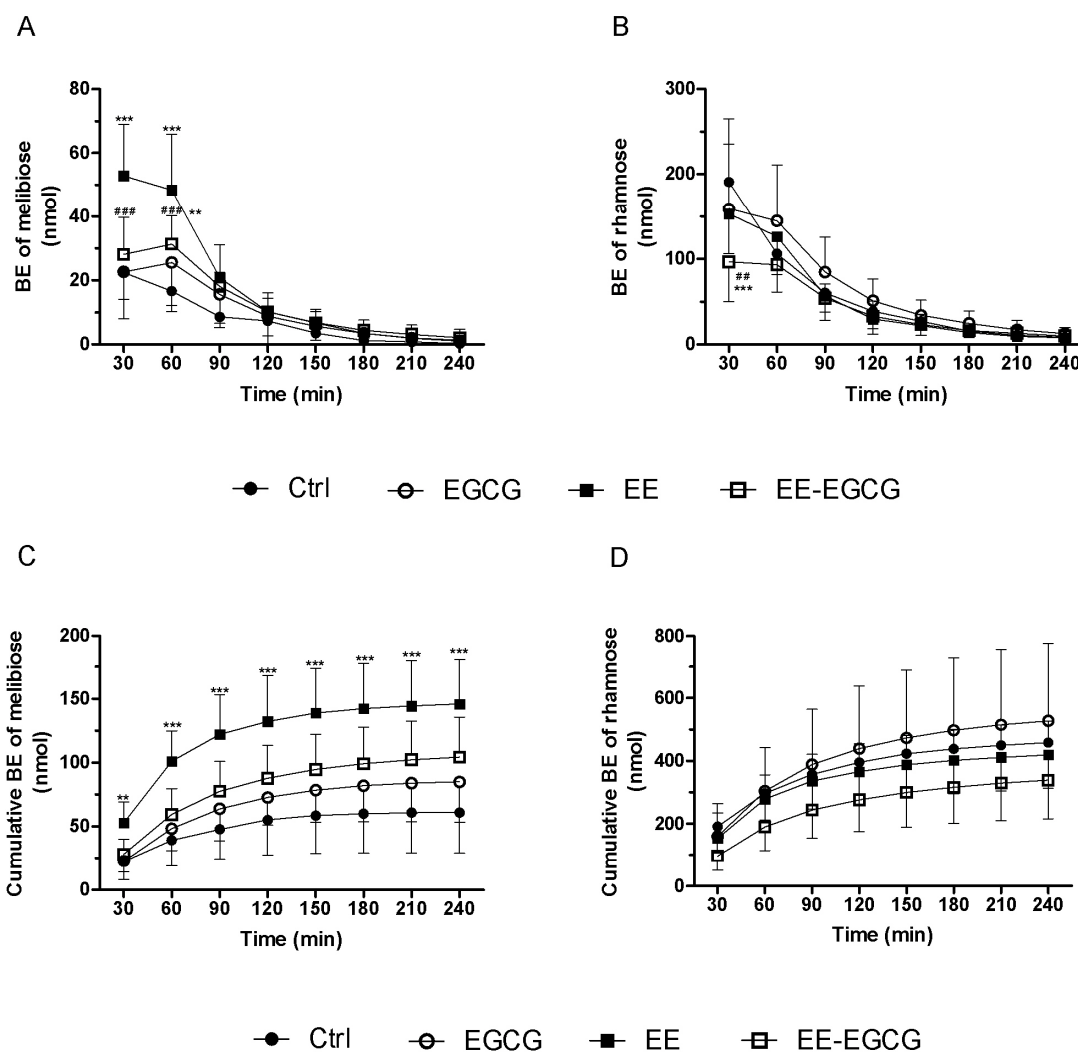 A
BE of melibiose
(nmol)
80
60
40
20
0
***
***
###
###
**
30 60 90 120 150 180 210 240
Time (min)
B
BE of rhamnose
(nmol)
300
200
100
0
##
***
30 60 90 120 150 180 210 240
Time (min)
Ctrl EGCG EE EE-EGCG
C
Cumulative BE of melibiose
(nmol)
200
150
100
50
0
**
***
***
***
***
***
***
***
30 60 90 120 150 180 210 240
Time (min)
D
Cumulative BE of rhamnose
(nmol)
800
600
400
200
0
30 60 90 120 150 180 210 240
Time (min)
Ctrl EGCG EE EE-EGCG